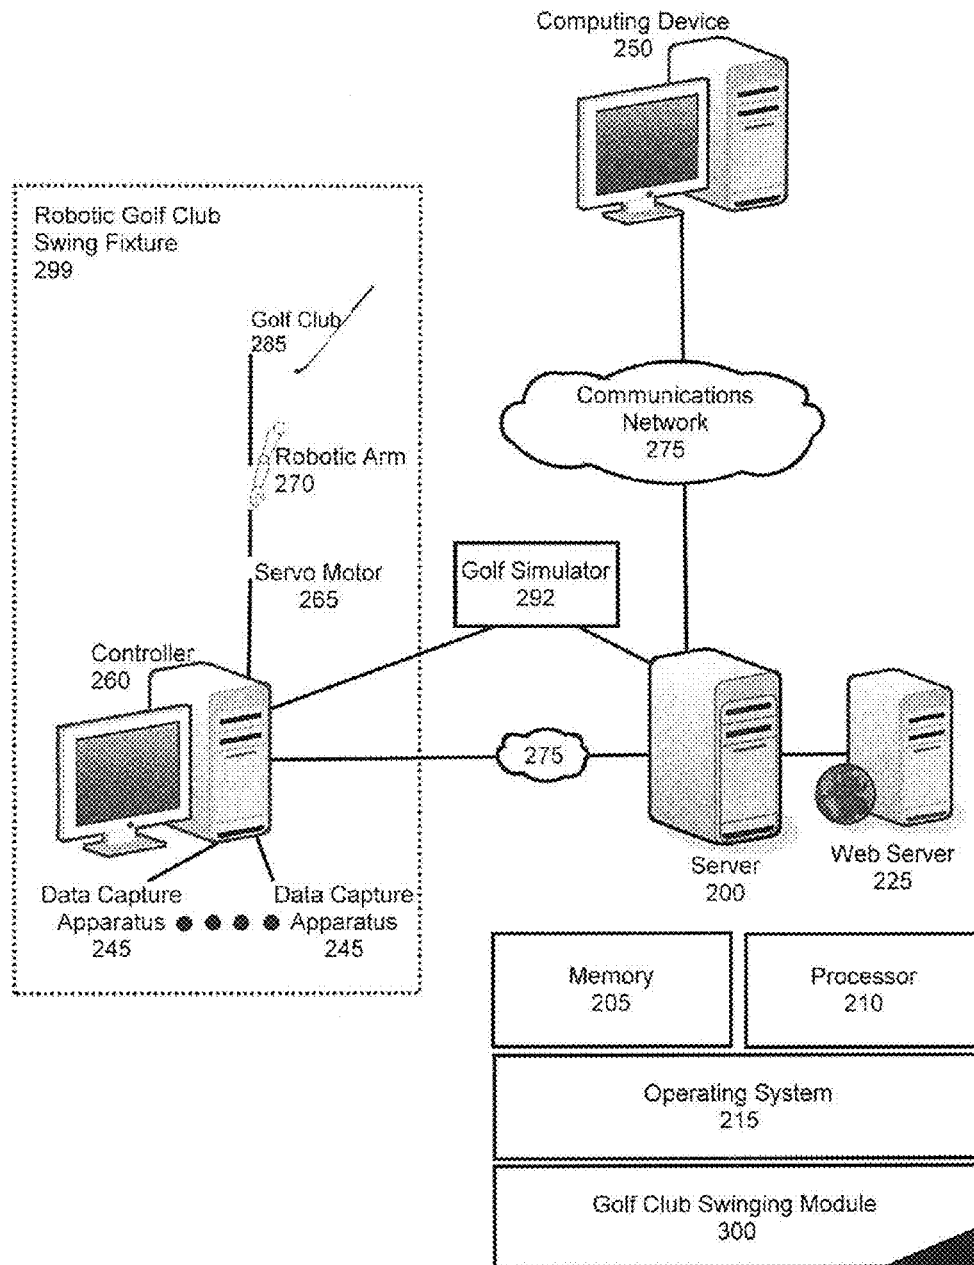 Computing Device
250
Robotic Golf Club
Swing Fixture
299
Golf Club
285
Communications
Network
275
Robotic Arm
270
Servo Motor
265
Golf Simulator
292
Controller
260
275
Server
200
Web Server
225
Data Capture
Apparatus
245
Data Capture
Apparatus
245
Memory
205
Processor
210
Operating System
215
Golf Club Swinging Module
300